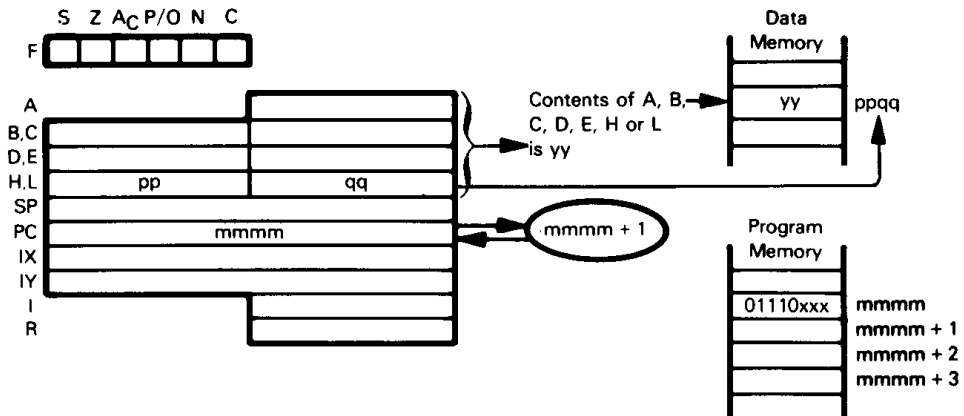 S Z AC P/O N C
F
A
B,C
D,E
H,L pp qq
SP
PC mmmm
IX
IY
I
R
Contents of A, B,
C, D, E, H or L
is yy
mmmm + 1
Data
Memory
yy ppqq
Program
Memory
01110xxx mmmm
mmmm + 1
mmmm + 2
mmmm + 3